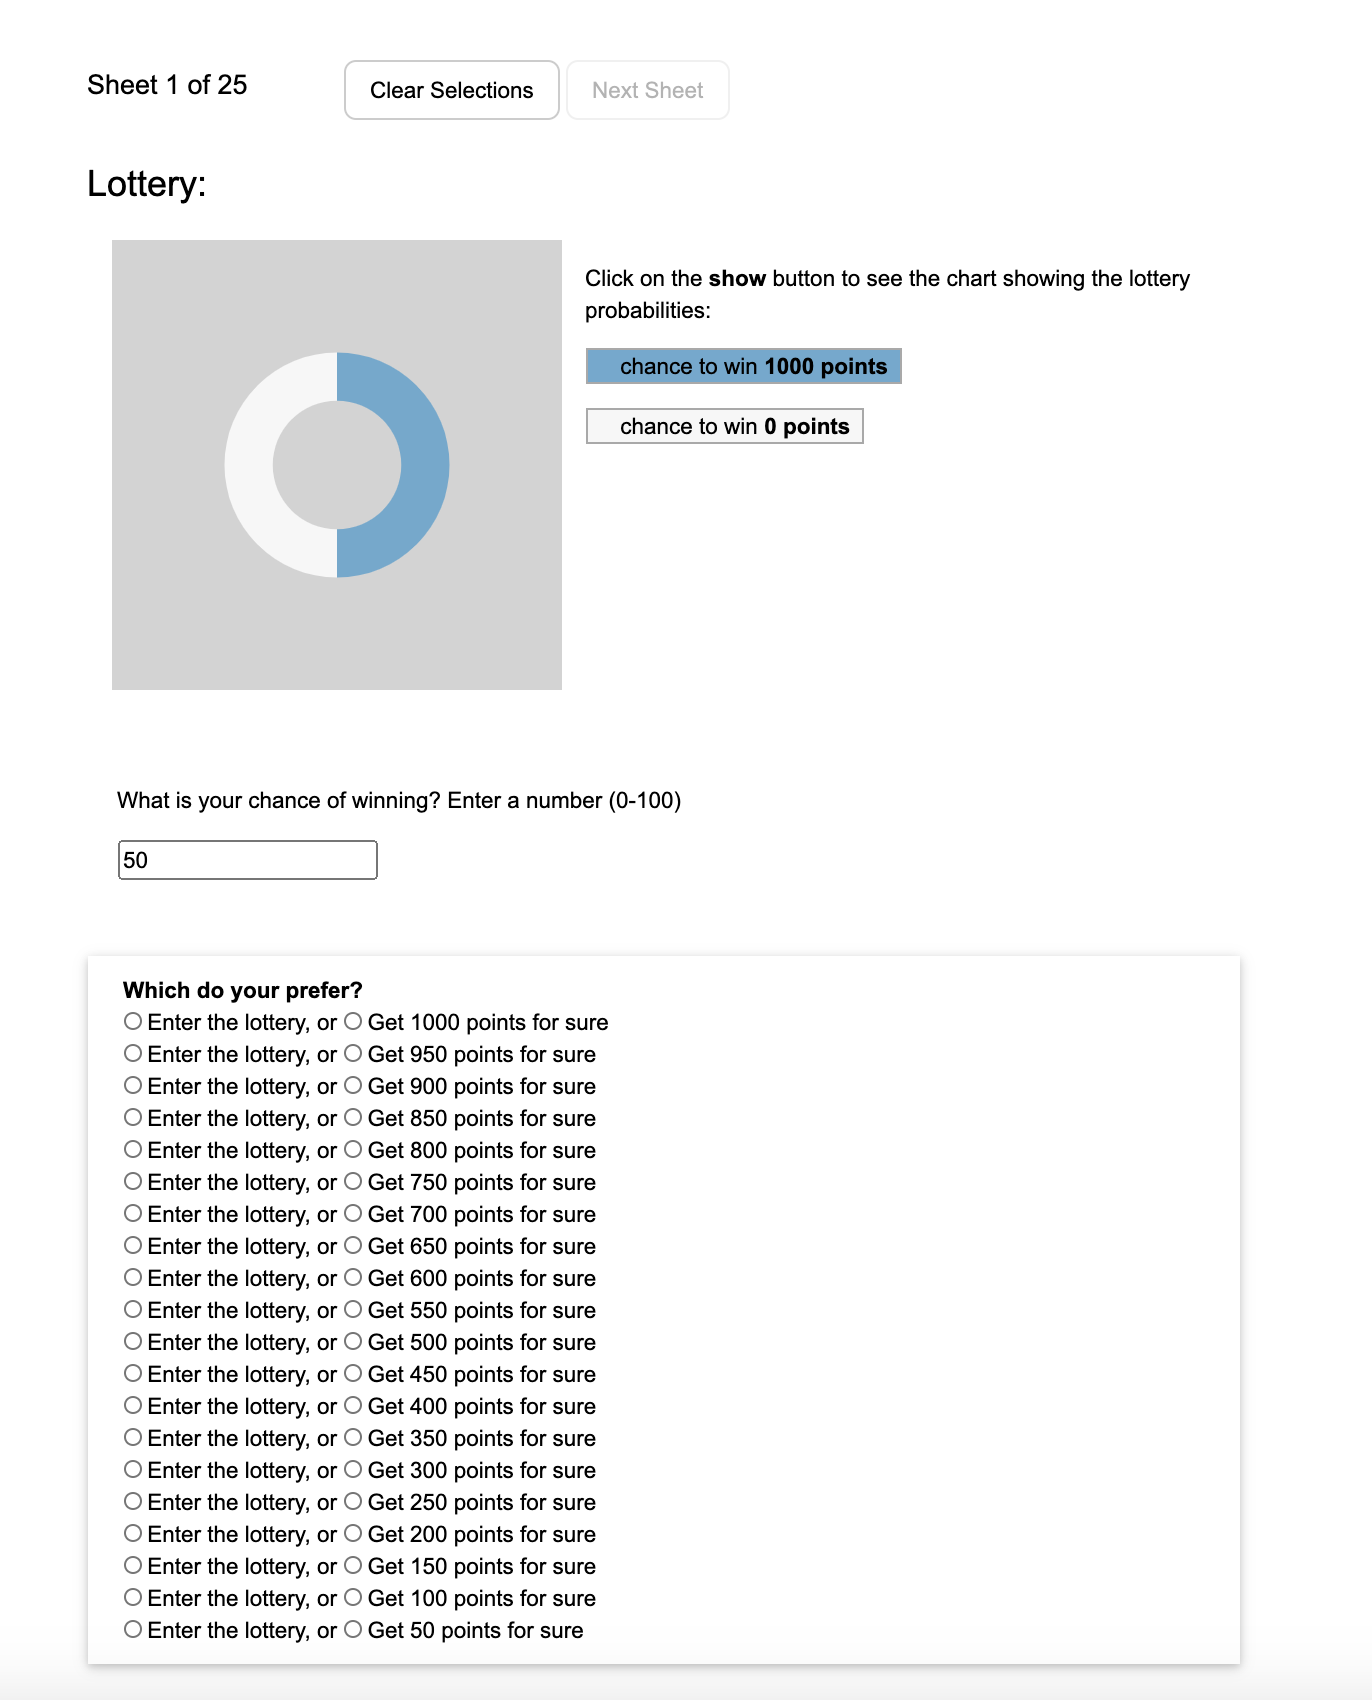 Sheet 1 of 25
Clear Selections
Next Sheet
Lottery:
Click on the show button to see the chart showing the lottery
probabilities:
chance to win 1000 points
chance to win 0 points
What is your chance of winning? Enter a number (0-100)
50
Which do your prefer?
Enter the lottery, or Get 1000 points for sure
Enter the lottery, or Get 950 points for sure
Enter the lottery, or Get 900 points for sure
Enter the lottery, or Get 850 points for sure
Enter the lottery, or Get 800 points for sure
Enter the lottery, or Get 750 points for sure
Enter the lottery, or Get 700 points for sure
Enter the lottery, or Get 650 points for sure
Enter the lottery, or Get 600 points for sure
Enter the lottery, or Get 550 points for sure
Enter the lottery, or Get 500 points for sure
Enter the lottery, or Get 450 points for sure
Enter the lottery, or Get 400 points for sure
Enter the lottery, or Get 350 points for sure
Enter the lottery, or Get 300 points for sure
Enter the lottery, or Get 250 points for sure
Enter the lottery, or Get 200 points for sure
Enter the lottery, or Get 150 points for sure
Enter the lottery, or Get 100 points for sure
Enter the lottery, or Get 50 points for sure